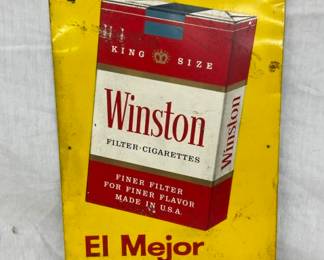 KING SIZE
Winston
FILTER·CIGARETTES
FINER FILTER
FOR FINER FLAVOR
MADE IN U.S.A.
Winston
El Mejor